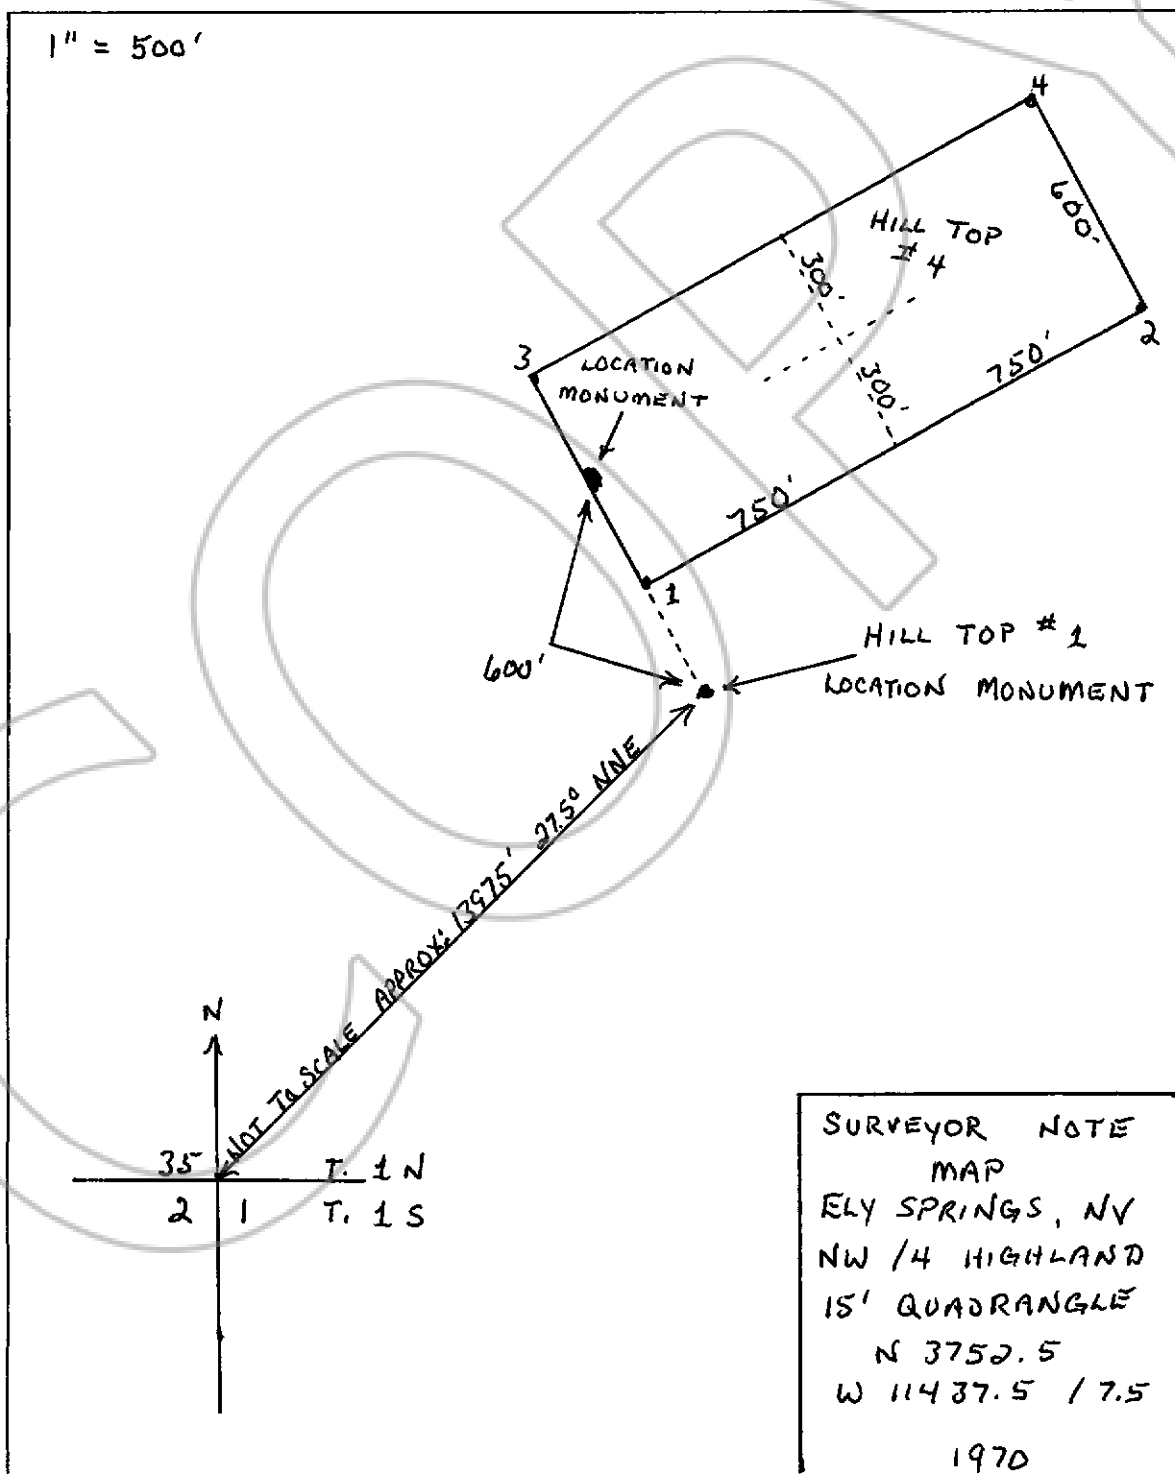 1" = 500'
4
600'
HILL TOP
# 4
300'
2
3
LOCATION
MONUMENT
300'
750'
750'
1
600'
HILL TOP # 1
LOCATION MONUMENT
NOT TO SCALE APPROX: 13975' 27.5° NNE
N
35 T. 1 N
2 1 T. 1 S
SURVEYOR NOTE
MAP
ELY SPRINGS, NV
NW /4 HIGHLAND
15' QUADRANGLE
N 3752.5
W 11437.5 / 7.5
1970
COPY